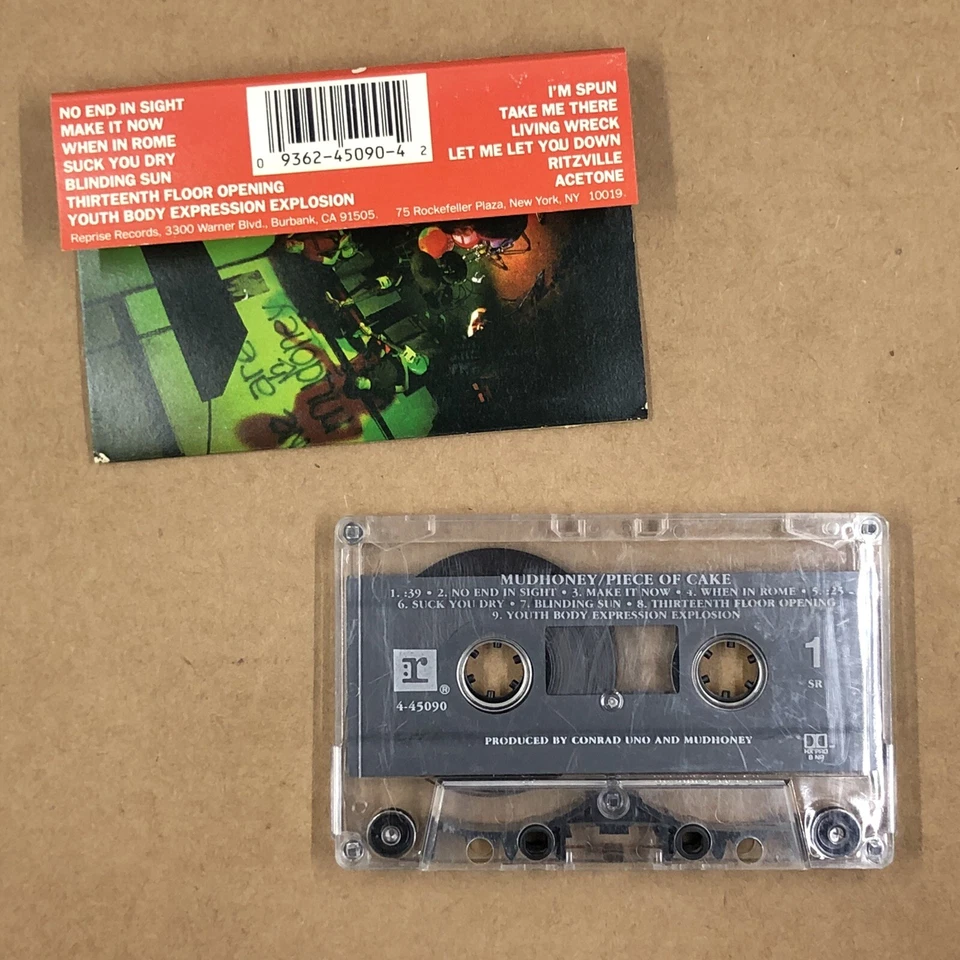 NO END IN SIGHT
MAKE IT NOW
WHEN IN ROME
SUCK YOU DRY
BLINDING SUN
THIRTEENTH FLOOR OPENING
YOUTH BODY EXPRESSION EXPLOSION
0 9362-45090-4 2
I'M SPUN
TAKE ME THERE
LIVING WRECK
LET ME LET YOU DOWN
RITZVILLE
ACETONE
Reprise Records, 3300 Warner Blvd., Burbank, CA 91505. 75 Rockefeller Plaza, New York, NY 10019.
MUDHONEY/PIECE OF CAKE
1. :39 • 2. NO END IN SIGHT • 3. MAKE IT NOW • 4. WHEN IN ROME • 5. :25 •
6. SUCK YOU DRY • 7. BLINDING SUN • 8. THIRTEENTH FLOOR OPENING
9. YOUTH BODY EXPRESSION EXPLOSION
r ®
4-45090
1
SR
PRODUCED BY CONRAD UNO AND MUDHONEY
HX PRO
B NR